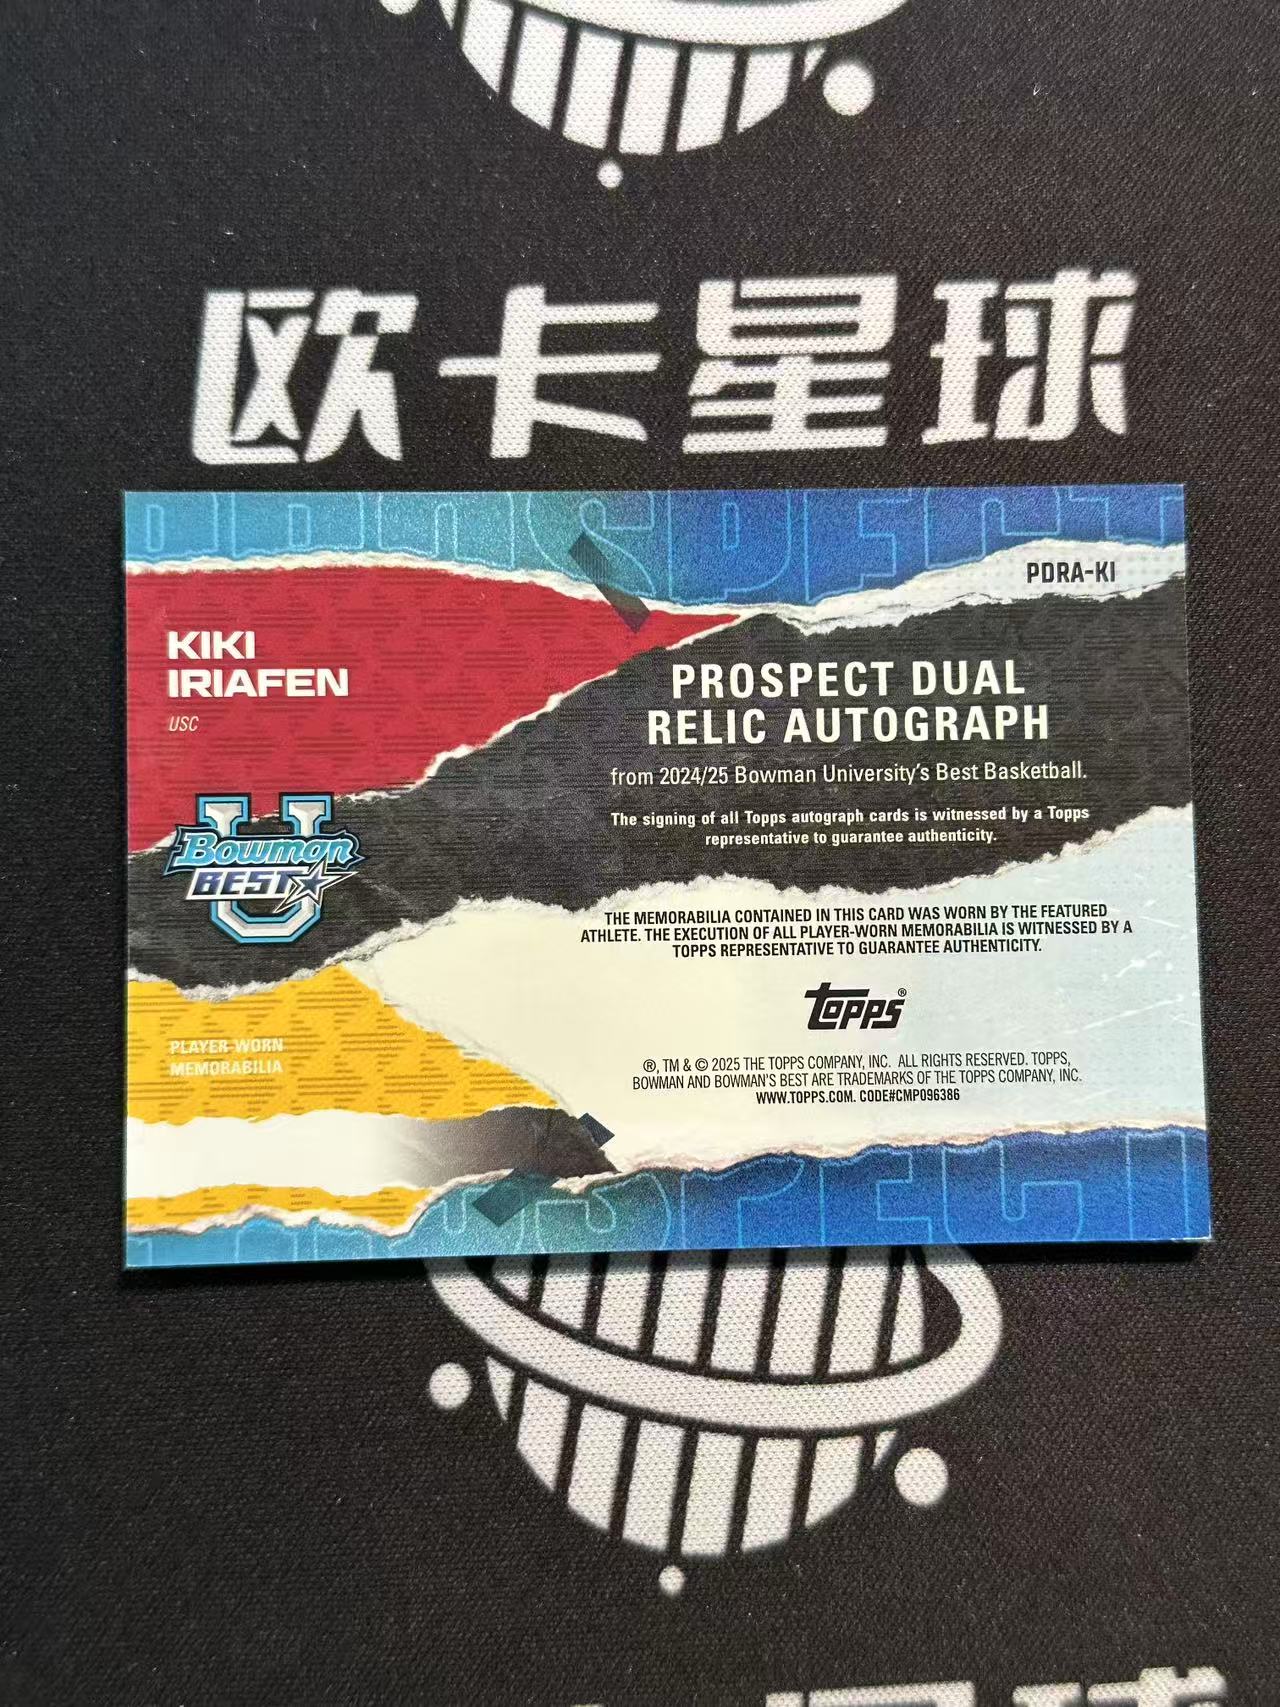 欧卡星球
PROSPECT
PDRA-KI
KIKI
IRIAFEN
USC
PROSPECT DUAL
RELIC AUTOGRAPH
from 2024/25 Bowman University's Best Basketball.
The signing of all Topps autograph cards is witnessed by a Topps
representative to guarantee authenticity.
U
Bowman
BEST
THE MEMORABILIA CONTAINED IN THIS CARD WAS WORN BY THE FEATURED
ATHLETE. THE EXECUTION OF ALL PLAYER-WORN MEMORABILIA IS WITNESSED BY A
TOPPS REPRESENTATIVE TO GUARANTEE AUTHENTICITY.
topps®
PLAYER-WORN
MEMORABILIA
®, TM & © 2025 THE TOPPS COMPANY, INC. ALL RIGHTS RESERVED. TOPPS,
BOWMAN AND BOWMAN'S BEST ARE TRADEMARKS OF THE TOPPS COMPANY, INC.
WWW.TOPPS.COM. CODE#CMP096386
PROSPECT